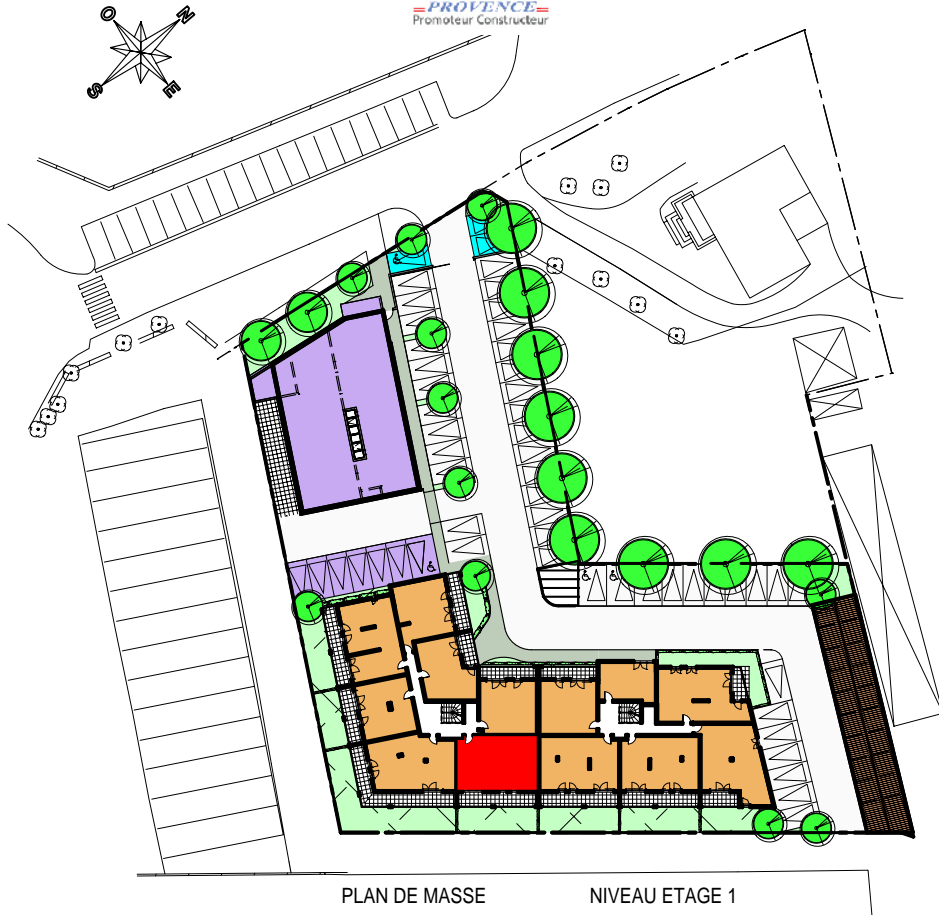 PROVENCE
Promoteur Constructeur
O N
S E
PLAN DE MASSE NIVEAU ETAGE 1